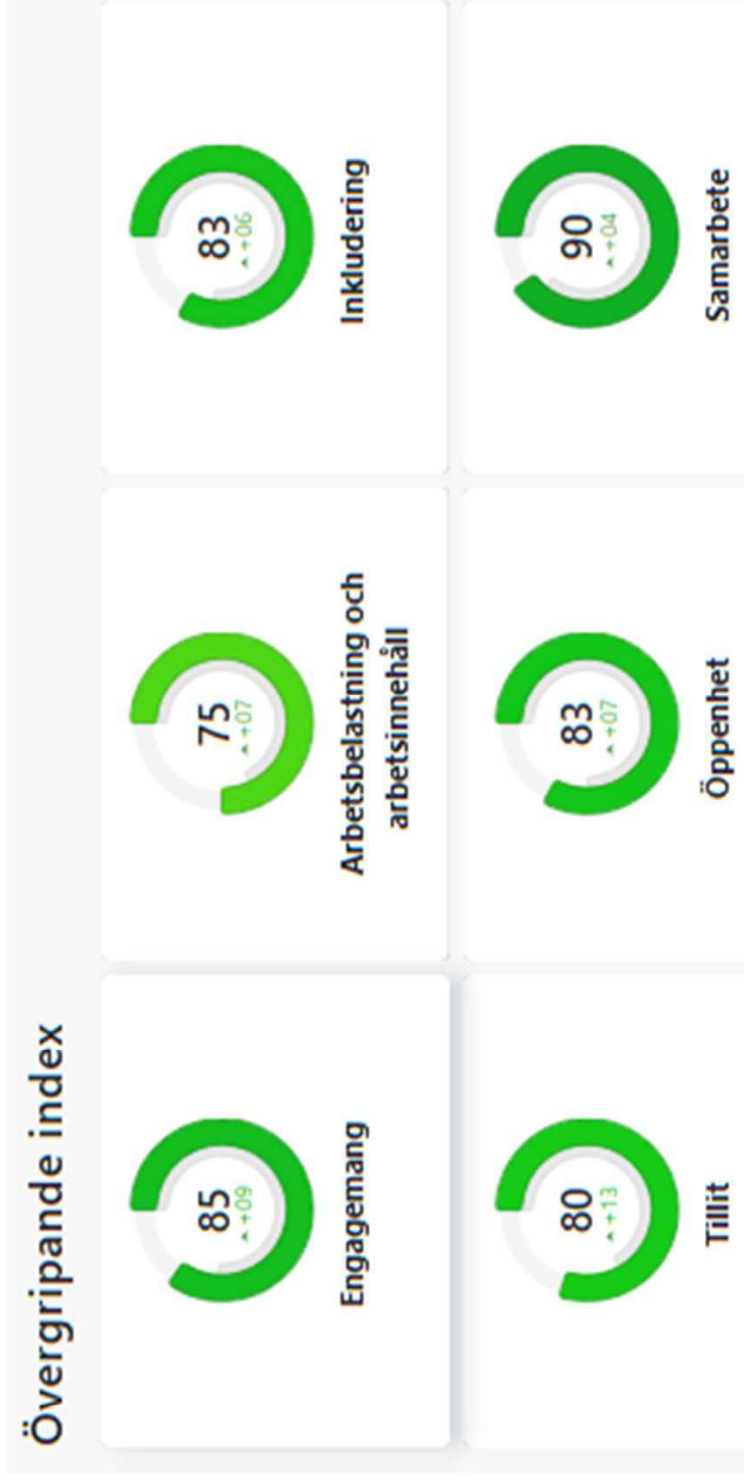 Övergripande index
85
▲ +09
Engagemang
75
▲ +07
Arbetsbelastning och
arbetsinnehåll
83
▲ +06
Inkludering
80
▲ +13
Tillit
83
▲ +07
Öppenhet
90
▲ +04
Samarbete